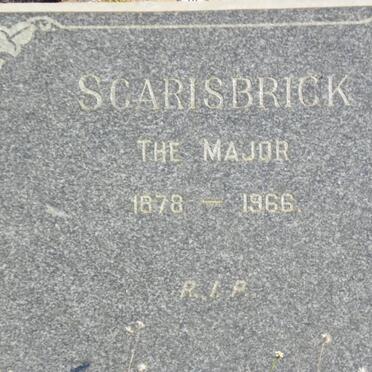 SCARISBRICK
THE MAJOR
1878 — 1966.
R.I.P.